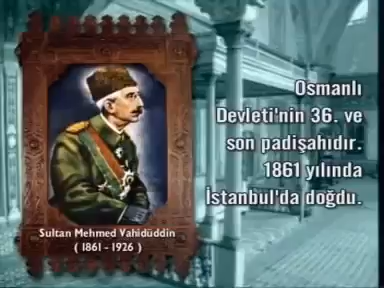 Osmanlı
Devleti'nin 36. ve
son padişahıdır.
1861 yılında
İstanbul'da doğdu.
Sultan Mehmed Vahidüddin
( 1861 - 1926 )